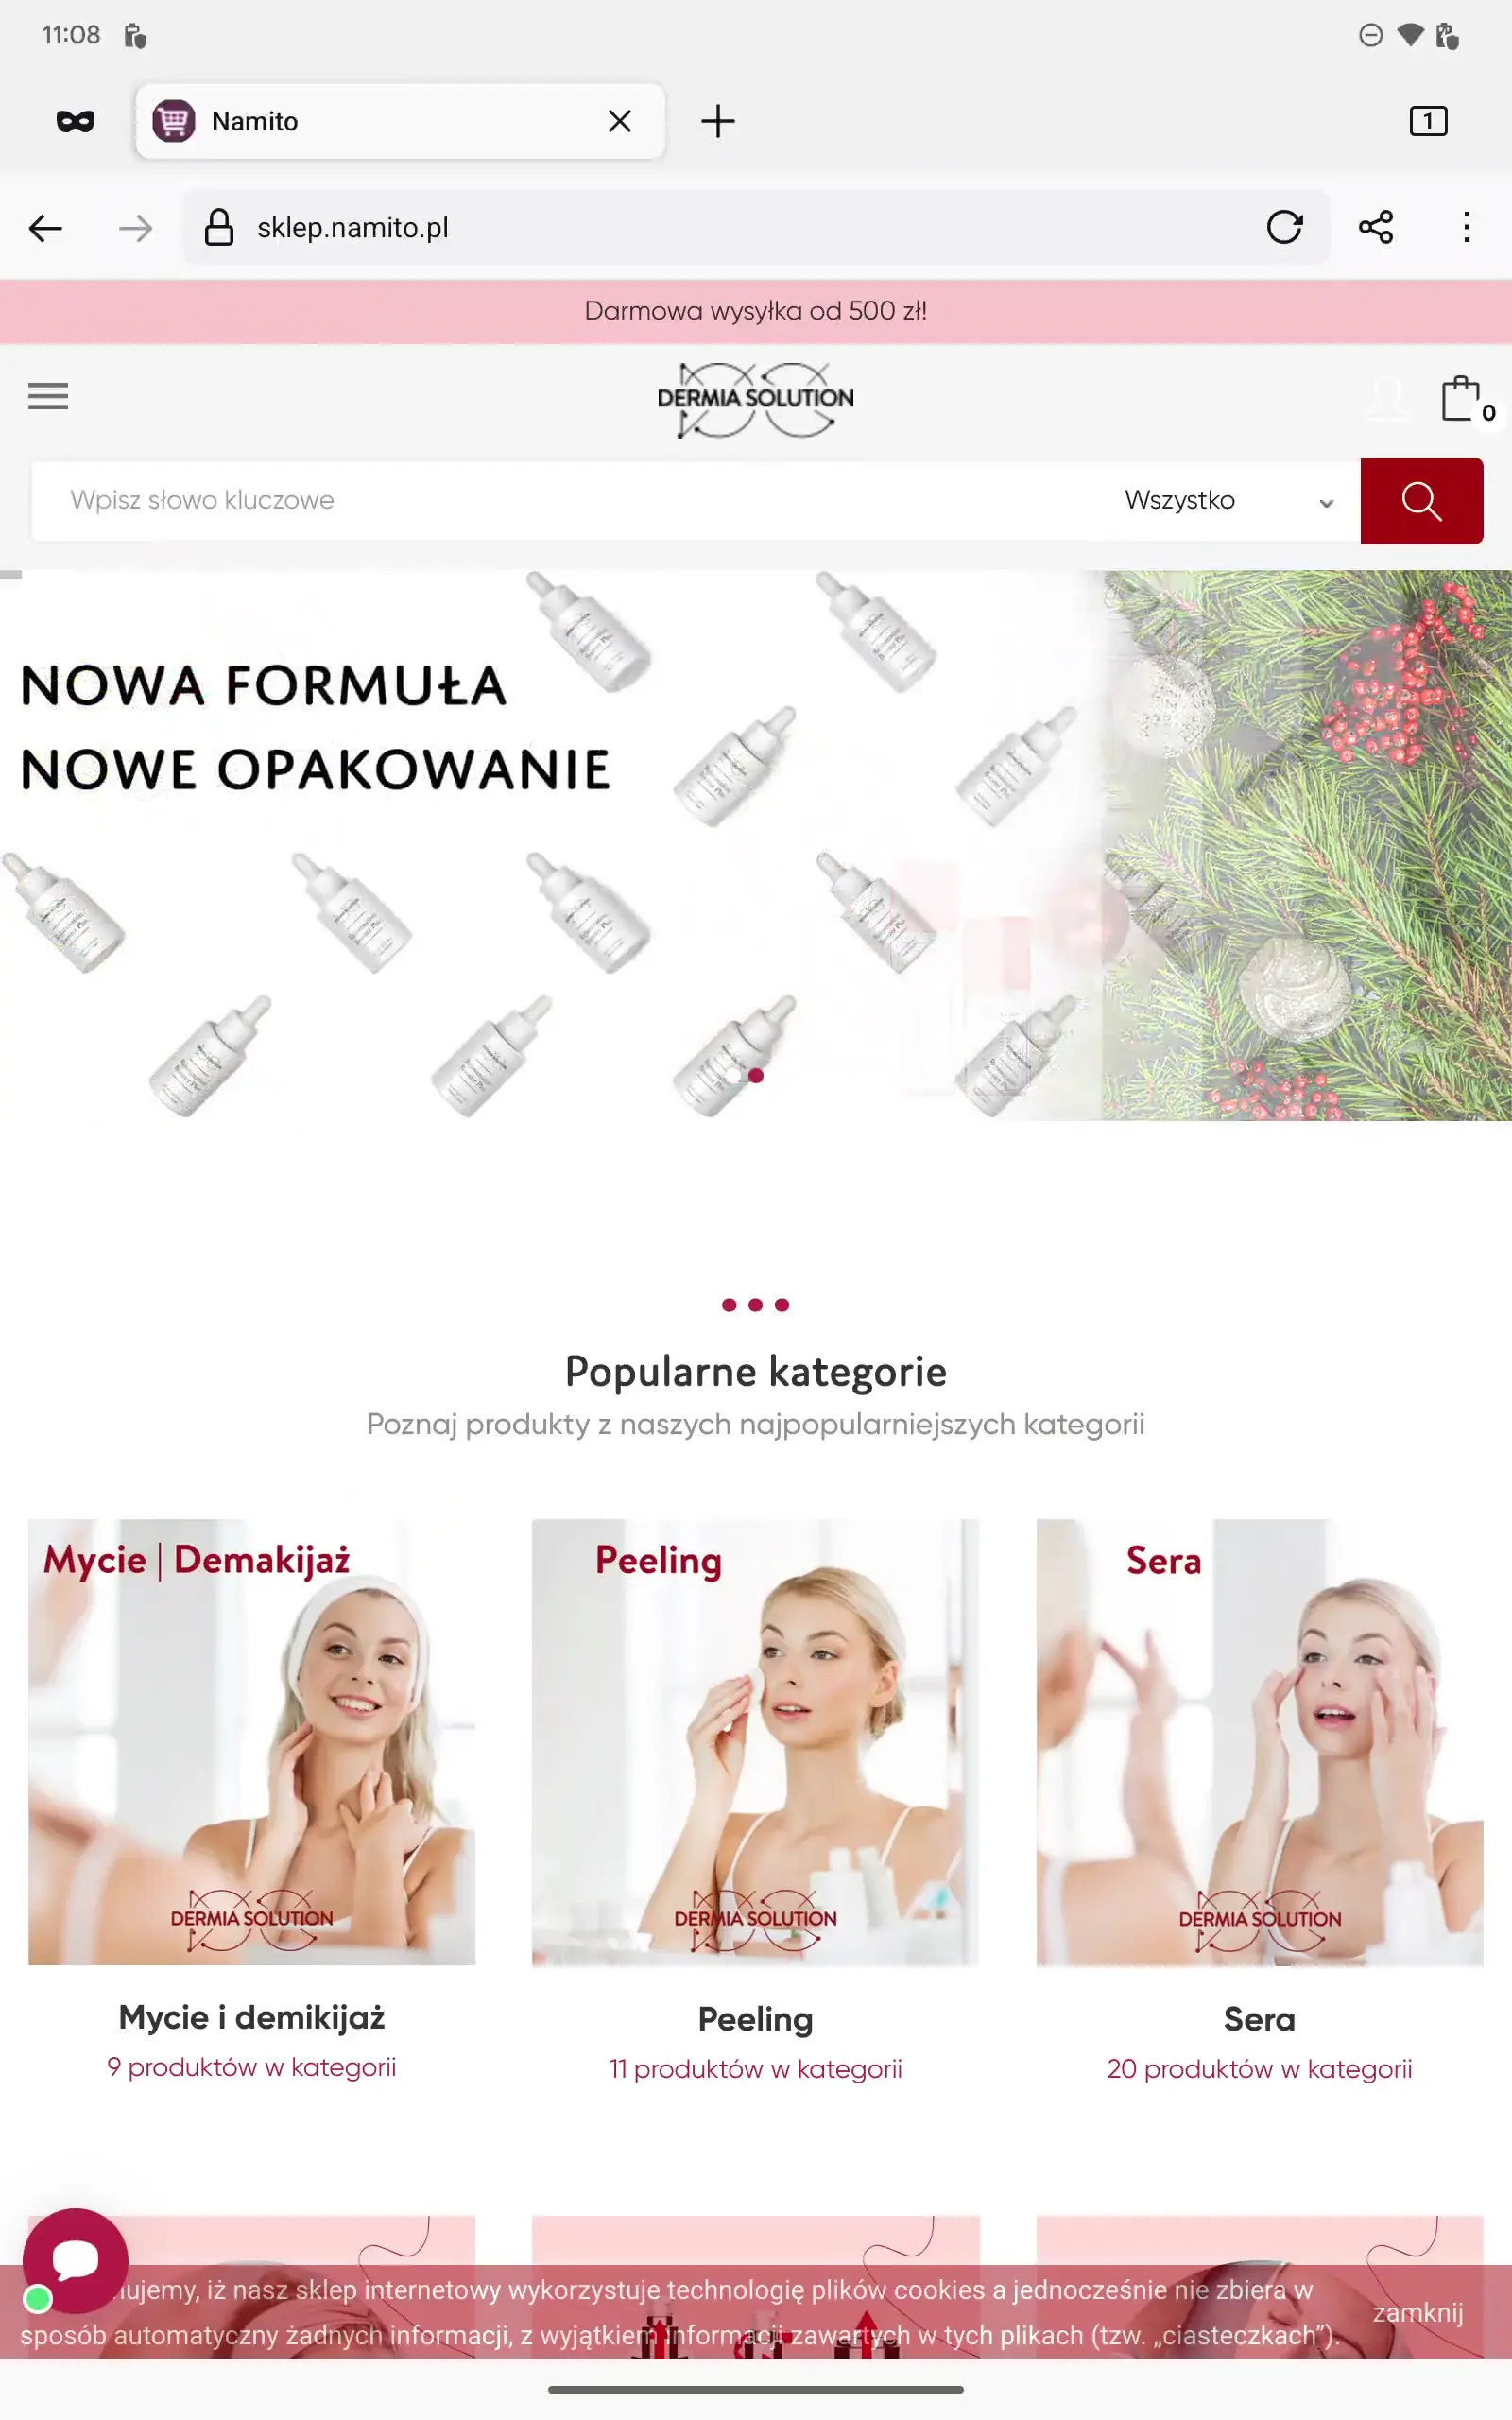 11:08
Namito
1
sklep.namito.pl
Darmowa wysyłka od 500 zł!
DERMIA SOLUTION
0
Wpisz słowo kluczowe
Wszystko
NOWA FORMUŁA
NOWE OPAKOWANIE
Popularne kategorie
Poznaj produkty z naszych najpopularniejszych kategorii
Mycie | Demakijaż
Peeling
Sera
DERMIA SOLUTION
DERMIA SOLUTION
DERMIA SOLUTION
Mycie i demikijaż
Peeling
Sera
9 produktów w kategorii
11 produktów w kategorii
20 produktów w kategorii
iż nasz sklep internetowy wykorzystuje technologię plików cookies a jednocześnie nie zbiera w
sposób automatyczny żadnych informacji, z wyjątkiem informacji zawartych w tych plikach (tzw. „ciasteczkach”).
zamknij